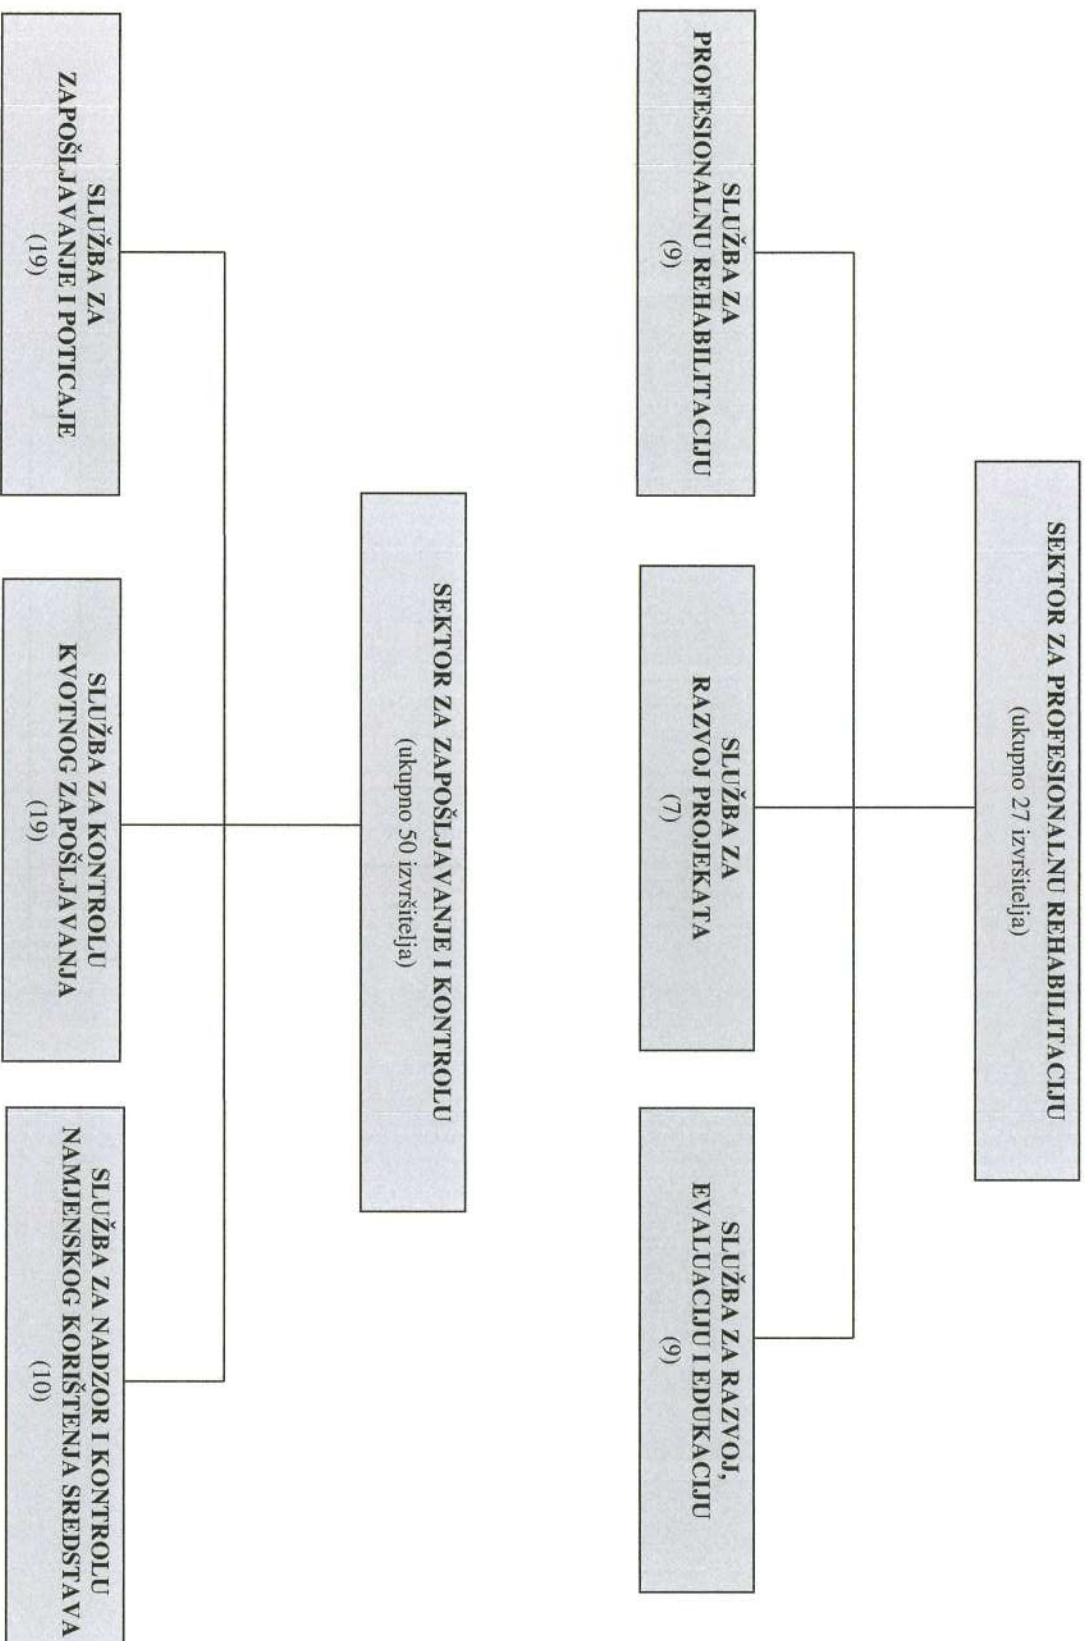 SEKTOR ZA PROFESIONALNU REHABILITACIJU
(ukupno 27 izvršitelja)
SLUŽBA ZA
PROFESIONALNU REHABILITACIJU
(9)
SLUŽBA ZA
RAZVOJ PROJEKATA
(7)
SLUŽBA ZA RAZVOJ,
EVALUACIJU I EDUKACIJU
(9)
SEKTOR ZA ZAPOŠLJAVANJE I KONTROLU
(ukupno 50 izvršitelja)
SLUŽBA ZA
ZAPOŠLJAVANJE I POTICAJE
(19)
SLUŽBA ZA KONTROLU
KVOTNOG ZAPOŠLJAVANJA
(19)
SLUŽBA ZA NADZOR I KONTROLU
NAMJENSKOG KORIŠTENJA SREDSTAVA
(10)